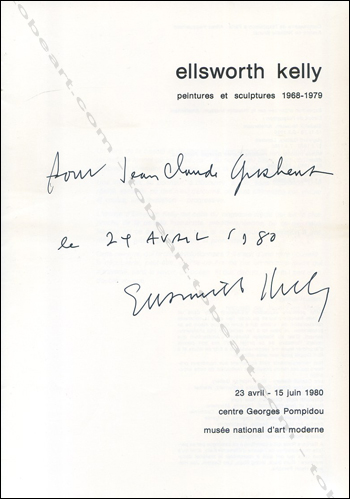 ellsworth kelly
peintures et sculptures 1968-1979
pour Jean Claude
le 24 AVRIL 1980
Ellsworth Kelly
23 avril - 15 juin 1980
centre Georges Pompidou
musée national d'art moderne